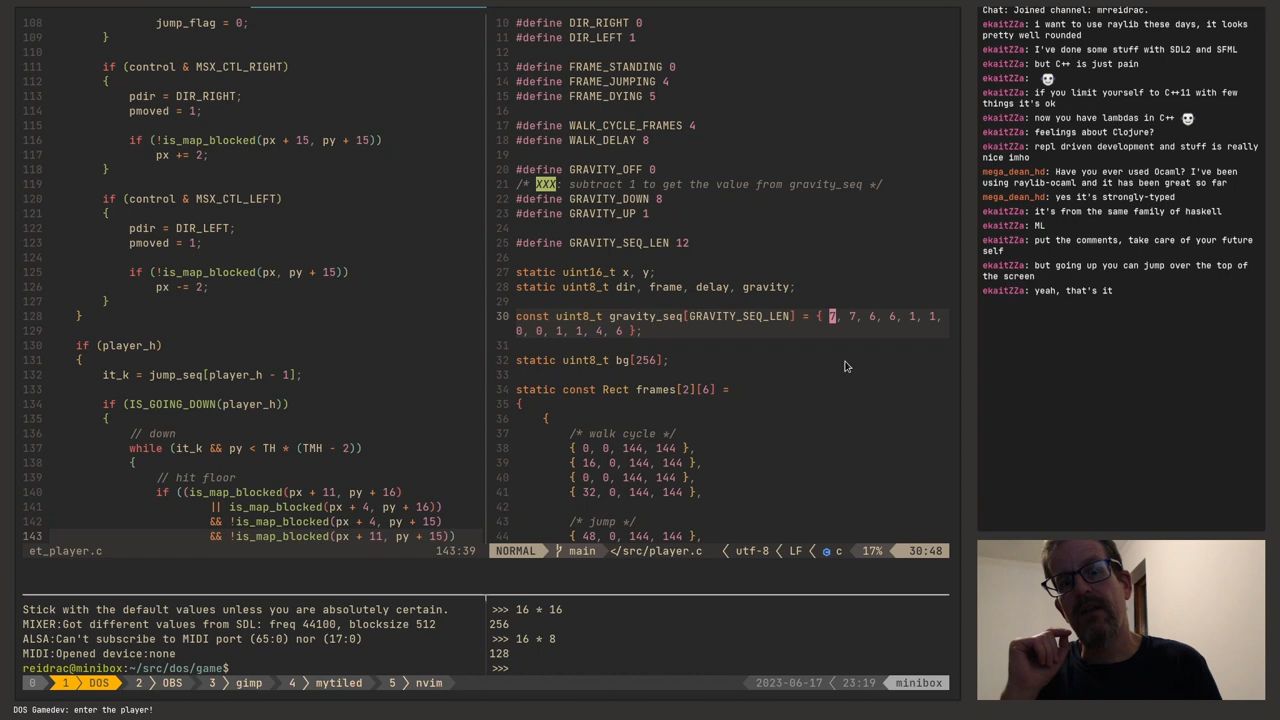 108 jump_flag = 0;
109 }
110
111 if (control & MSX_CTL_RIGHT)
112 {
113 pdir = DIR_RIGHT;
114 pmoved = 1;
115
116 if (!is_map_blocked(px + 15, py + 15))
117 px += 2;
118 }
119
120 if (control & MSX_CTL_LEFT)
121 {
122 pdir = DIR_LEFT;
123 pmoved = 1;
124
125 if (!is_map_blocked(px, py + 15))
126 px -= 2;
127 }
128 }
129
130 if (player_h)
131 {
132 it_k = jump_seq[player_h - 1];
133
134 if (IS_GOING_DOWN(player_h))
135 {
136 // down
137 while (it_k && py < TH * (TMH - 2))
138 {
139 // hit floor
140 if ((is_map_blocked(px + 11, py + 16)
141 || is_map_blocked(px + 4, py + 16))
142 && !is_map_blocked(px + 4, py + 15)
143 && !is_map_blocked(px + 11, py + 15))
et_player.c 143:39
10 #define DIR_RIGHT 0
11 #define DIR_LEFT 1
12
13 #define FRAME_STANDING 0
14 #define FRAME_JUMPING 4
15 #define FRAME_DYING 5
16
17 #define WALK_CYCLE_FRAMES 4
18 #define WALK_DELAY 8
19
20 #define GRAVITY_OFF 0
21 /* XXX: subtract 1 to get the value from gravity_seq */
22 #define GRAVITY_DOWN 8
23 #define GRAVITY_UP 1
24
25 #define GRAVITY_SEQ_LEN 12
26
27 static uint16_t x, y;
28 static uint8_t dir, frame, delay, gravity;
29
30 const uint8_t gravity_seq[GRAVITY_SEQ_LEN] = { 7, 7, 6, 6, 1, 1,
0, 0, 1, 1, 4, 6 };
31
32 static uint8_t bg[256];
33
34 static const Rect frames[2][6] =
35 {
36 {
37 /* walk cycle */
38 { 0, 0, 144, 144 },
39 { 16, 0, 144, 144 },
40 { 0, 0, 144, 144 },
41 { 32, 0, 144, 144 },
42
43 /* jump */
44 { 48, 0, 144, 144 },
NORMAL main </src/player.c utf-8 LF c 17% 30:48
Stick with the default values unless you are absolutely certain.
MIXER:Got different values from SDL: freq 44100, blocksize 512
ALSA:Can't subscribe to MIDI port (65:0) nor (17:0)
MIDI:Opened device:none
reidrac@minibox:~/src/dos/game$
>>> 16 * 16
256
>>> 16 * 8
128
>>>
0 1 DOS 2 OBS 3 gimp 4 mytiled 5 nvim 2023-06-17 23:19 minibox
DOS Gamedev: enter the player!
Chat: Joined channel: mrreidrac.
ekaitZZa: i want to use raylib these days, it looks
pretty well rounded
ekaitZZa: I've done some stuff with SDL2 and SFML
ekaitZZa: but C++ is just pain
ekaitZZa:
ekaitZZa: if you limit yourself to C++11 with few
things it's ok
ekaitZZa: now you have lambdas in C++
ekaitZZa: feelings about Clojure?
ekaitZZa: repl driven development and stuff is really
nice imho
mega_dean_hd: Have you ever used Ocaml? I've been
using raylib-ocaml and it has been great so far
mega_dean_hd: yes it's strongly-typed
ekaitZZa: it's from the same family of haskell
ekaitZZa: ML
ekaitZZa: put the comments, take care of your future
self
ekaitZZa: but going up you can jump over the top of
the screen
ekaitZZa: yeah, that's it